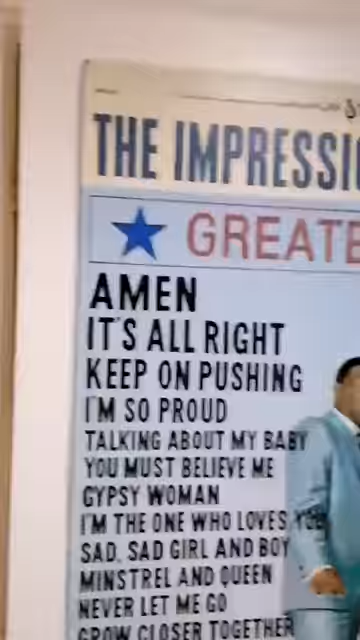 THE IMPRESSIO
GREATE
AMEN
IT'S ALL RIGHT
KEEP ON PUSHING
I'M SO PROUD
TALKING ABOUT MY BABY
YOU MUST BELIEVE ME
GYPSY WOMAN
I'M THE ONE WHO LOVES YOU
SAD, SAD GIRL AND BOY
MINSTREL AND QUEEN
NEVER LET ME GO
GROW CLOSER TOGETHER